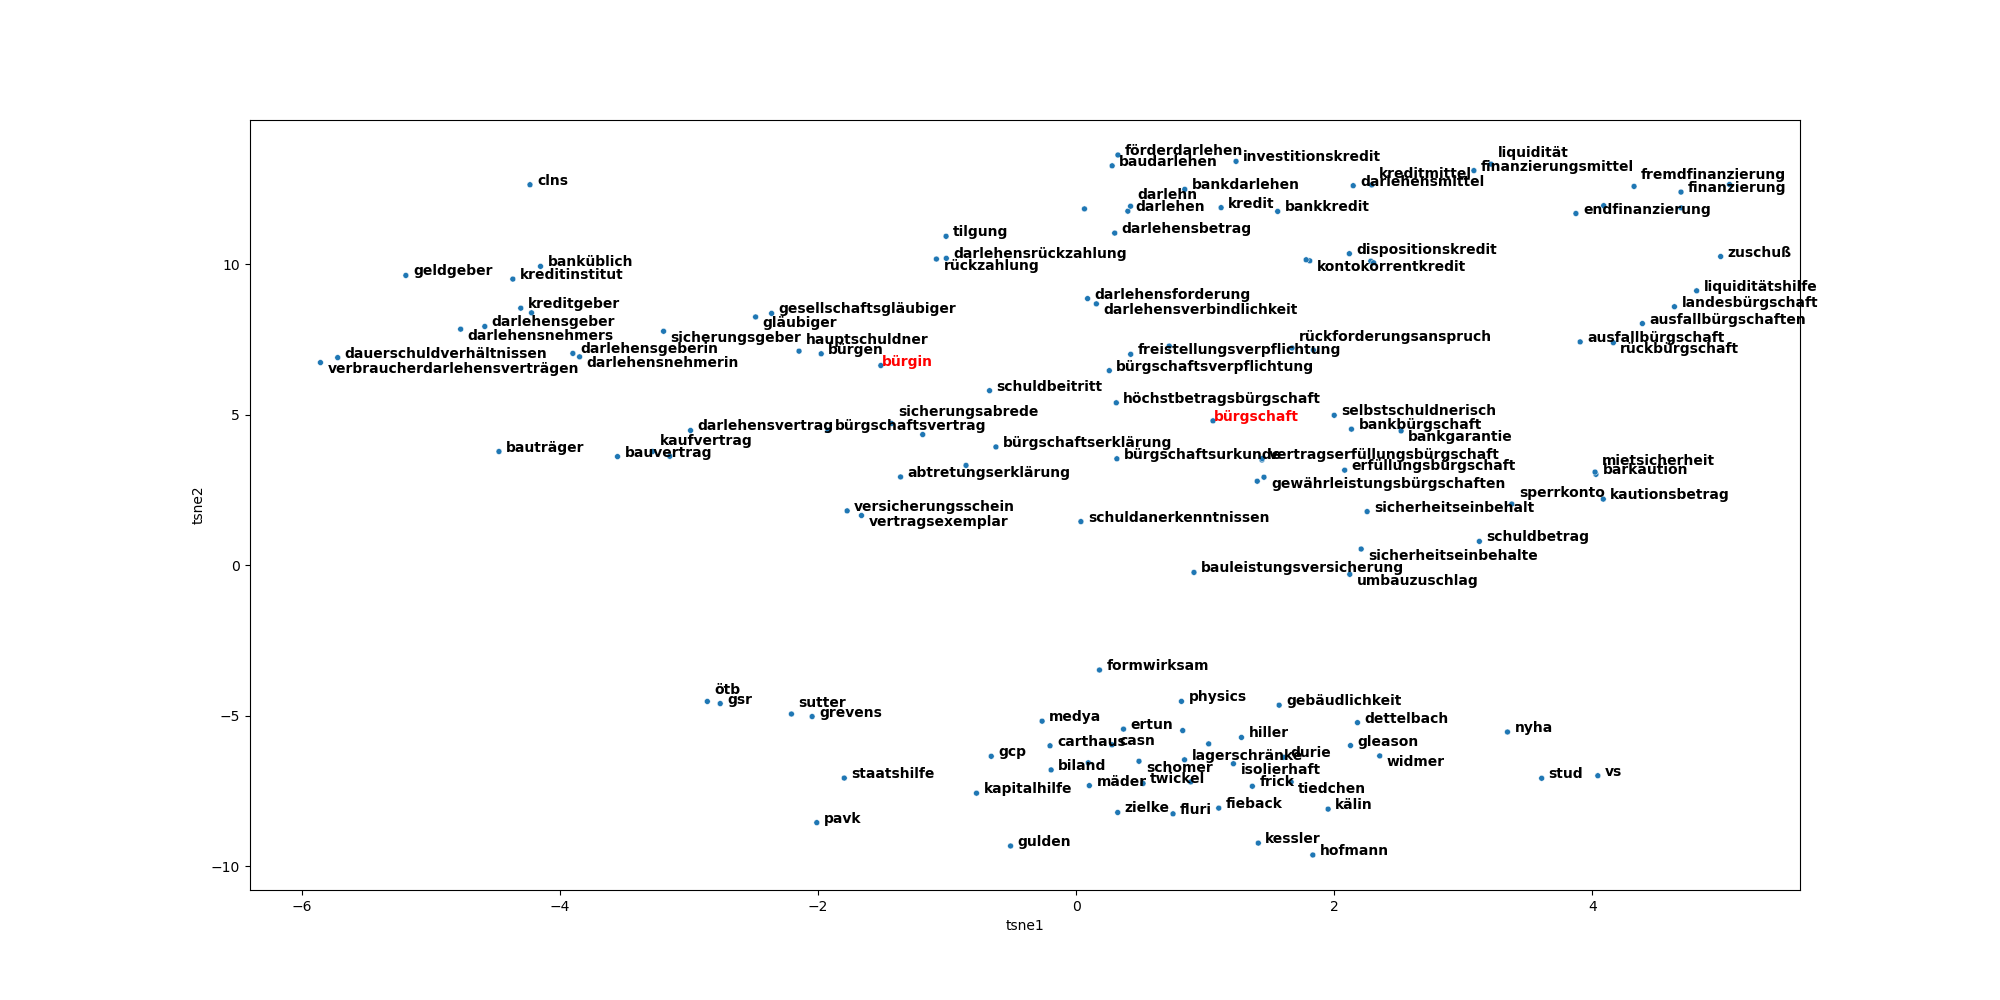 förderdarlehen
baudarlehen
investitionskredit
liquidität
finanzierungsmittel
kreditmittel
darlehensmittel
fremdfinanzierung
finanzierung
clns
bankdarlehen
darlehn
darlehen
kredit
bankkredit
endfinanzierung
darlehensbetrag
tilgung
darlehensrückzahlung
rückzahlung
dispositionskredit
kontokorrentkredit
zuschuß
banküblich
geldgeber
kreditinstitut
10
liquiditätshilfe
landesbürgschaft
ausfallbürgschaften
ausfallbürgschaft
rückbürgschaft
darlehensforderung
darlehensverbindlichkeit
kreditgeber
darlehensgeber
darlehensnehmers
gesellschaftsgläubiger
gläubiger
sicherungsgeber
hauptschuldner
bürgen
bürgin
darlehensgeberin
darlehensnehmerin
dauerschuldverhältnissen
verbraucherdarlehensverträgen
rückforderungsanspruch
freistellungsverpflichtung
bürgschaftsverpflichtung
schuldbeitritt
höchstbetragsbürgschaft
5
sicherungsabrede
bürgschaft
selbstschuldnerisch
bankbürgschaft
bankgarantie
darlehensvertrag
bürgschaftsvertrag
kaufvertrag
bauvertrag
bauträger
bürgschaftserklärung
bürgschaftsurkunde
vertragserfüllungsbürgschaft
erfüllungsbürgschaft
gewährleistungsbürgschaften
mietsicherheit
barkaution
kautionsbetrag
sperrkonto
abtretungserklärung
versicherungsschein
vertragsexemplar
schuldanerkenntnissen
sicherheitseinbehalt
schuldbetrag
sicherheitseinbehalte
bauleistungsversicherung
umbauzuschlag
0
tsne2
formwirksam
ötb
gsr
sutter
grevens
physics
gebäudlichkeit
−5
medya
ertun
dettelbach
nyha
hiller
carthaus
casn
gleason
gcp
lagerschränke
durie
widmer
biland
schomer
isolierhaft
staatshilfe
stud
vs
mäder
twickel
frick
tiedchen
kapitalhilfe
zielke
fluri
fieback
kälin
pavk
gulden
kessler
hofmann
−10
−6
−4
−2
0
2
4
tsne1